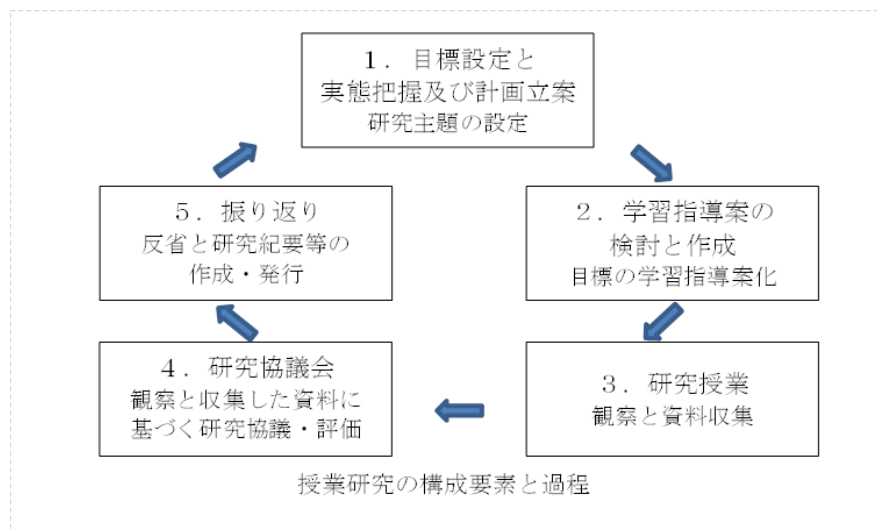 １．目標設定と
実態把握及び計画立案
研究主題の設定
２．学習指導案の
検討と作成
目標の学習指導案化
３．研究授業
観察と資料収集
４．研究協議会
観察と収集した資料に
基づく研究協議・評価
５．振り返り
反省と研究紀要等の
作成・発行
授業研究の構成要素と過程